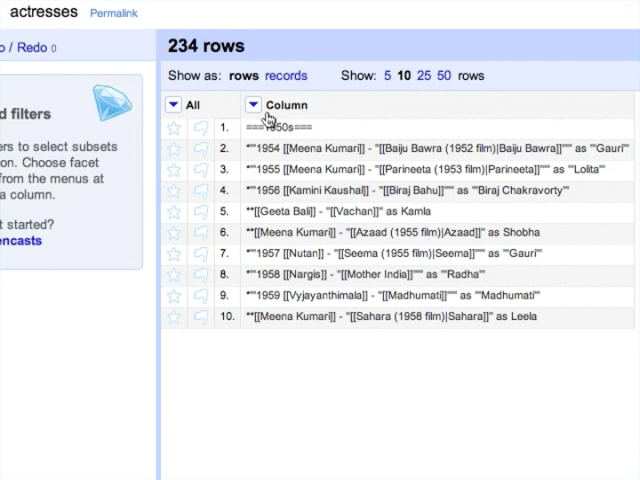 actresses Permalink
o / Redo 0
234 rows
Show as: rows records Show: 5 10 25 50 rows
All Column
d filters
ers to select subsets
on. Choose facet
from the menus at
a column.
t started?
encasts
1. ===1950s===
2. *'''1954 [[Meena Kumari]] - ''[[Baiju Bawra (1952 film)|Baiju Bawra]]''''' as '''Gauri''
3. *'''1955 [[Meena Kumari]] - ''[[Parineeta (1953 film)|Parineeta]]''''' as '''Lolita'''
4. *'''1956 [[Kamini Kaushal]] - ''[[Biraj Bahu]]''''' as '''Biraj Chakravorty'''
5. **[[Geeta Bali]] - ''[[Vachan]]'' as Kamla
6. **[[Meena Kumari]] - ''[[Azaad (1955 film)|Azaad]]'' as Shobha
7. *'''1957 [[Nutan]] - ''[[Seema (1955 film)|Seema]]''''' as '''Gauri'''
8. *'''1958 [[Nargis]] - ''[[Mother India]]''''' as '''Radha'''
9. *'''1959 [[Vyjayanthimala]] - ''[[Madhumati]]''''' as '''Madhumati'''
10. **[[Meena Kumari]] - ''[[Sahara (1958 film)|Sahara]]'' as Leela